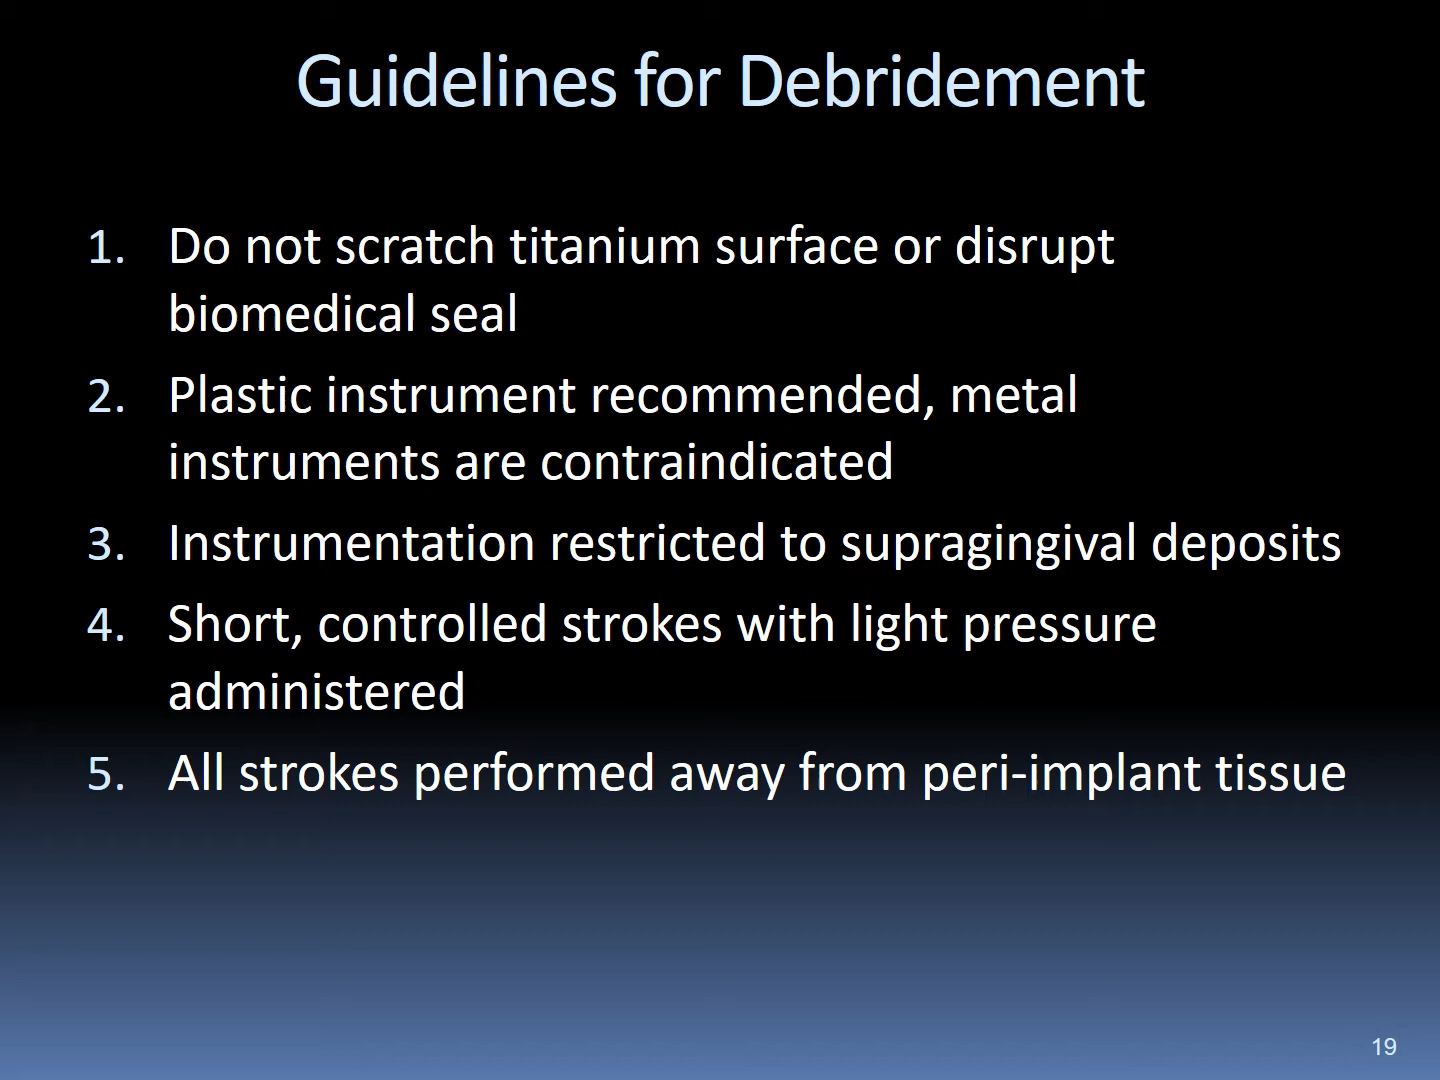 Guidelines for Debridement
1. Do not scratch titanium surface or disrupt
biomedical seal
2. Plastic instrument recommended, metal
instruments are contraindicated
3. Instrumentation restricted to supragingival deposits
4. Short, controlled strokes with light pressure
administered
5. All strokes performed away from peri-implant tissue
19